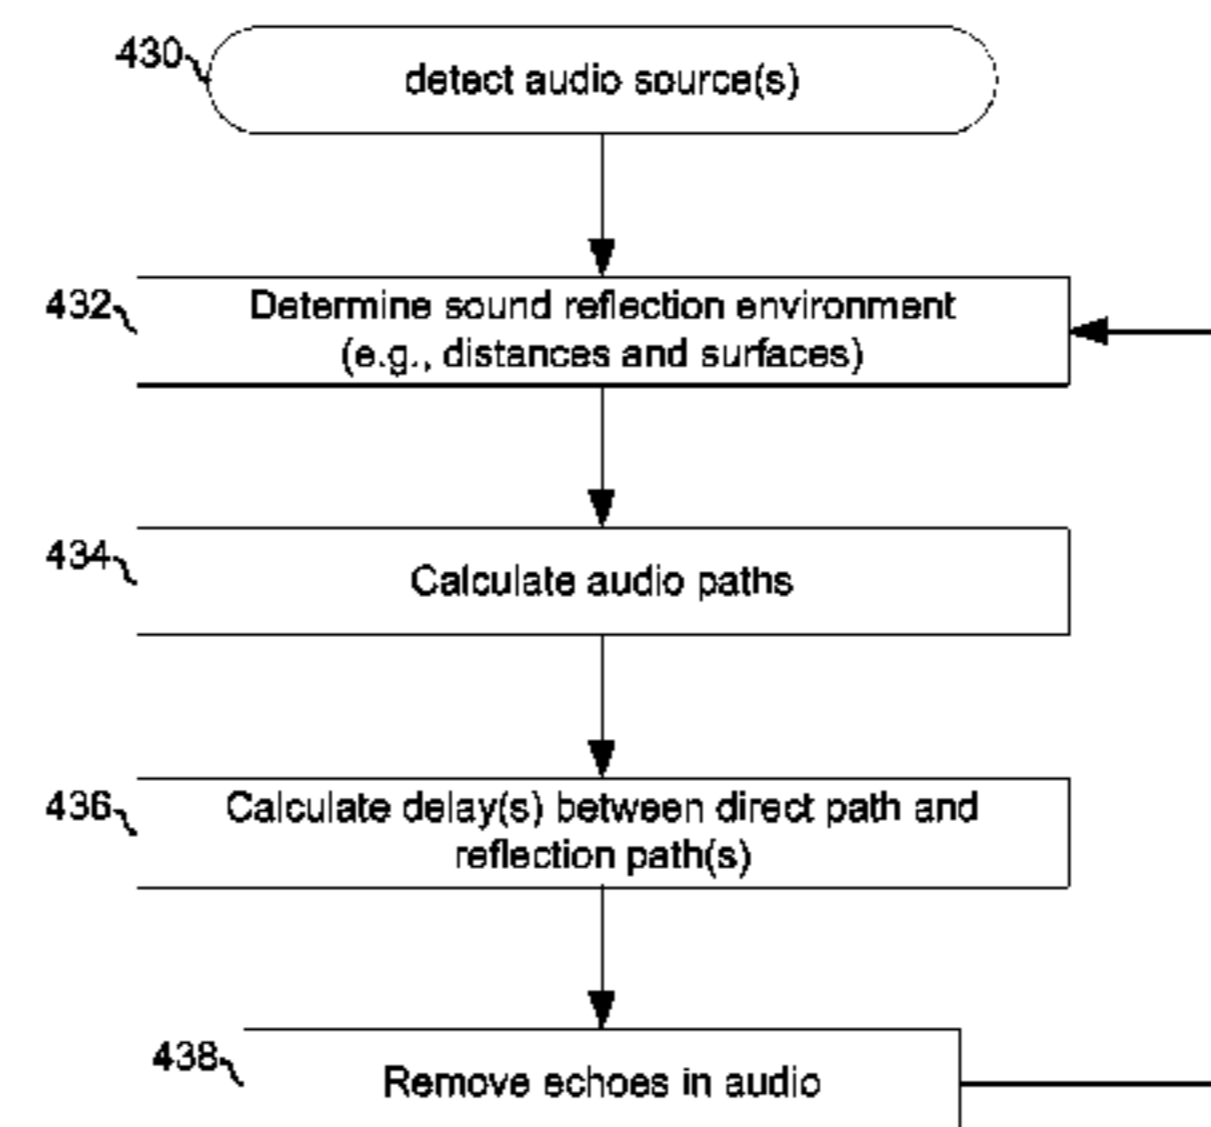 430
detect audio source(s)
432
Determine sound reflection environment
(e.g., distances and surfaces)
434
Calculate audio paths
436
Calculate delay(s) between direct path and
reflection path(s)
438
Remove echoes in audio